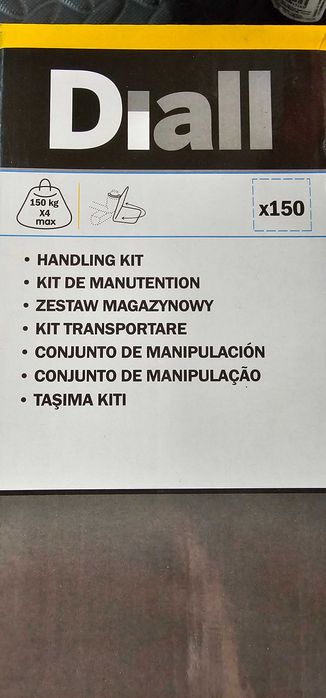 Diall
150 kg
X4
max
x150
• HANDLING KIT
• KIT DE MANUTENTION
• ZESTAW MAGAZYNOWY
• KIT TRANSPORTARE
• CONJUNTO DE MANIPULACIÓN
• CONJUNTO DE MANIPULAÇÃO
• TAŞIMA KITI